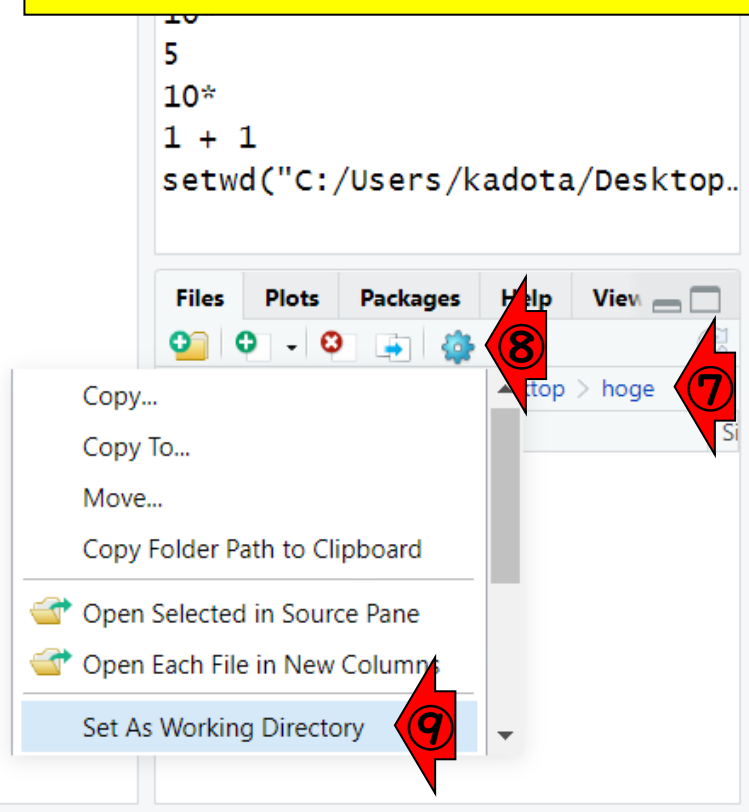 5
10*
1 + 1
setwd("C:/Users/kadota/Desktop…
Files Plots Packages Help View
⑧
ktop > hoge ⑦
Si
Copy...
Copy To...
Move...
Copy Folder Path to Clipboard
Open Selected in Source Pane
Open Each File in New Columns
Set As Working Directory ⑨